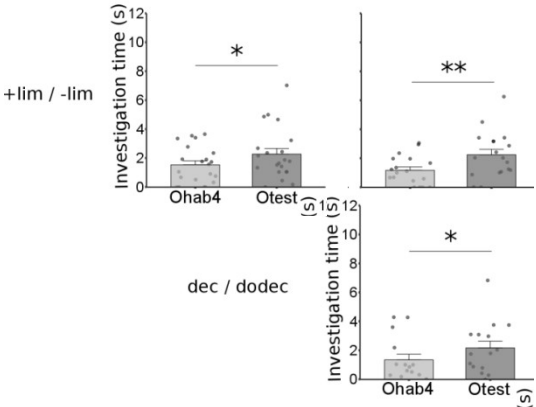 12
10
8
6
4
2
0
Investigation time (s)
*
**
+lim / -lim
Ohab4
Otest
(s)
12
10
8
6
4
2
0
Investigation time (s)
*
dec / dodec
Ohab4
Otest
(s)